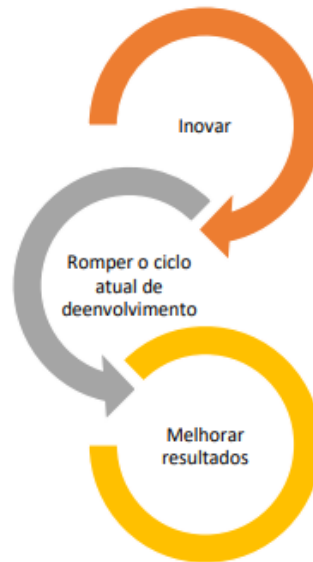 Inovar
Romper o ciclo
atual de
deenvolvimento
Melhorar
resultados